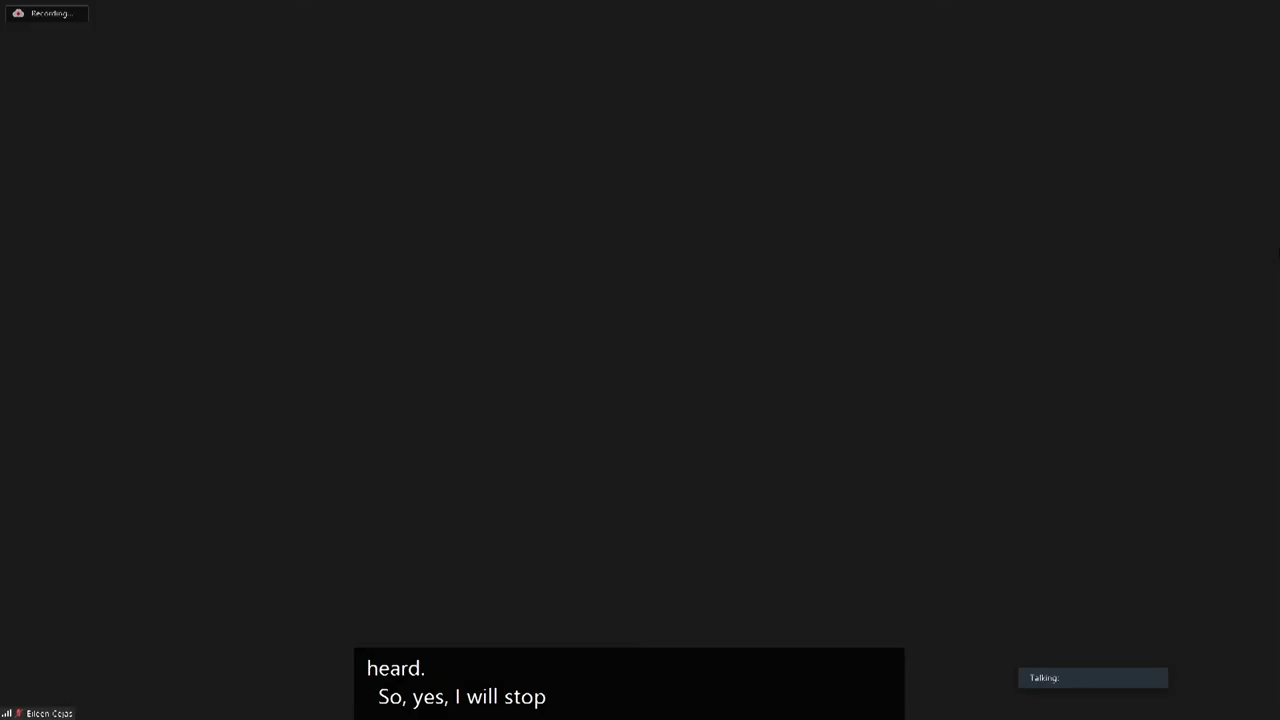 Recording...
heard.
So, yes, I will stop
Talking:
Eileen Cejas